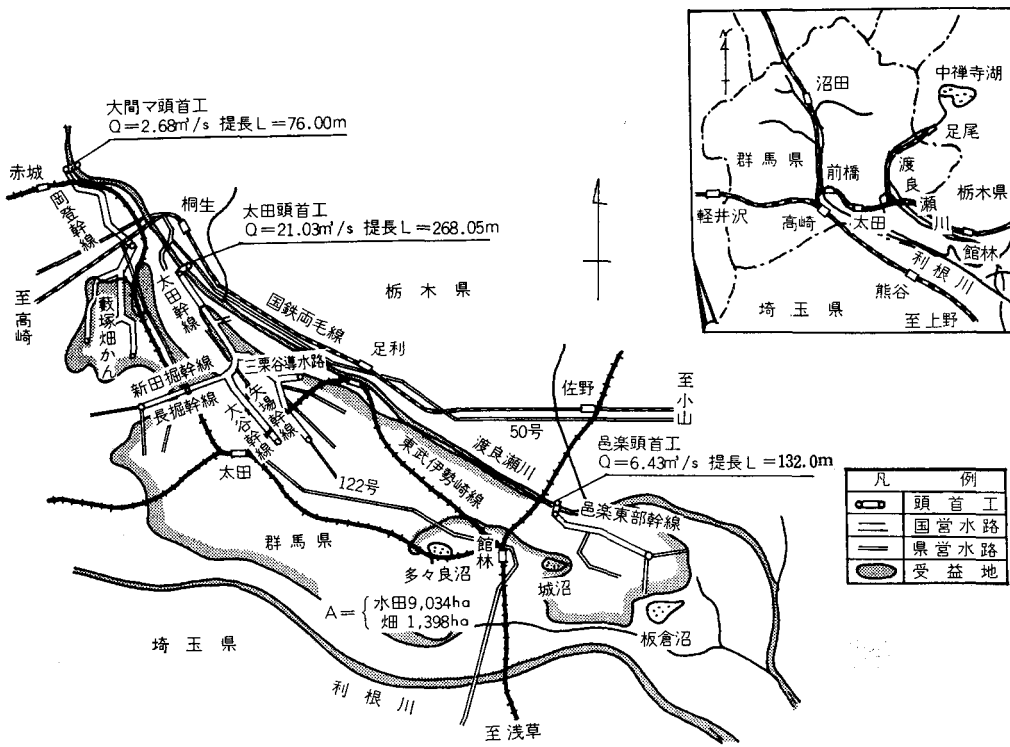 大間マ頭首工
Q=2.68m³/s 提長L=76.00m
赤城
岡登幹線
桐生
太田頭首工
Q=21.03m³/s 提長L=268.05m
至高崎
藪塚畑かん
太田幹線
栃木県
国鉄両毛線
足利
新田堀幹線
三栗谷導水路
長堀幹線
大谷幹線
矢場幹線
佐野
至小山
50号
渡良瀬川
東武伊勢崎線
邑楽頭首工
Q=6.43m³/s 提長L=132.0m
太田
122号
邑楽東部幹線
群馬県
館林
多々良沼
城沼
A={水田9,034ha
畑 1,398ha
板倉沼
埼玉県
利根川
至浅草
沼田
中禅寺湖
足尾
群馬県
前橋
渡良瀬川
栃木県
軽井沢
高崎
太田
館林
利根川
熊谷
埼玉県
至上野
凡例
頭首工
国営水路
県営水路
受益地